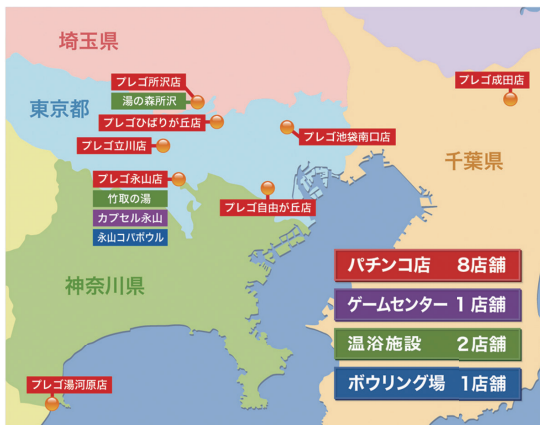 埼玉県
プレゴ所沢店
湯の森所沢
プレゴ成田店
東京都
プレゴひばりが丘店
プレゴ池袋南口店
プレゴ立川店
千葉県
プレゴ永山店
竹取の湯
カプセル永山
永山コパボウル
プレゴ自由が丘店
神奈川県
パチンコ店 8店舗
ゲームセンター 1店舗
温浴施設 2店舗
ボウリング場 1店舗
プレゴ湯河原店